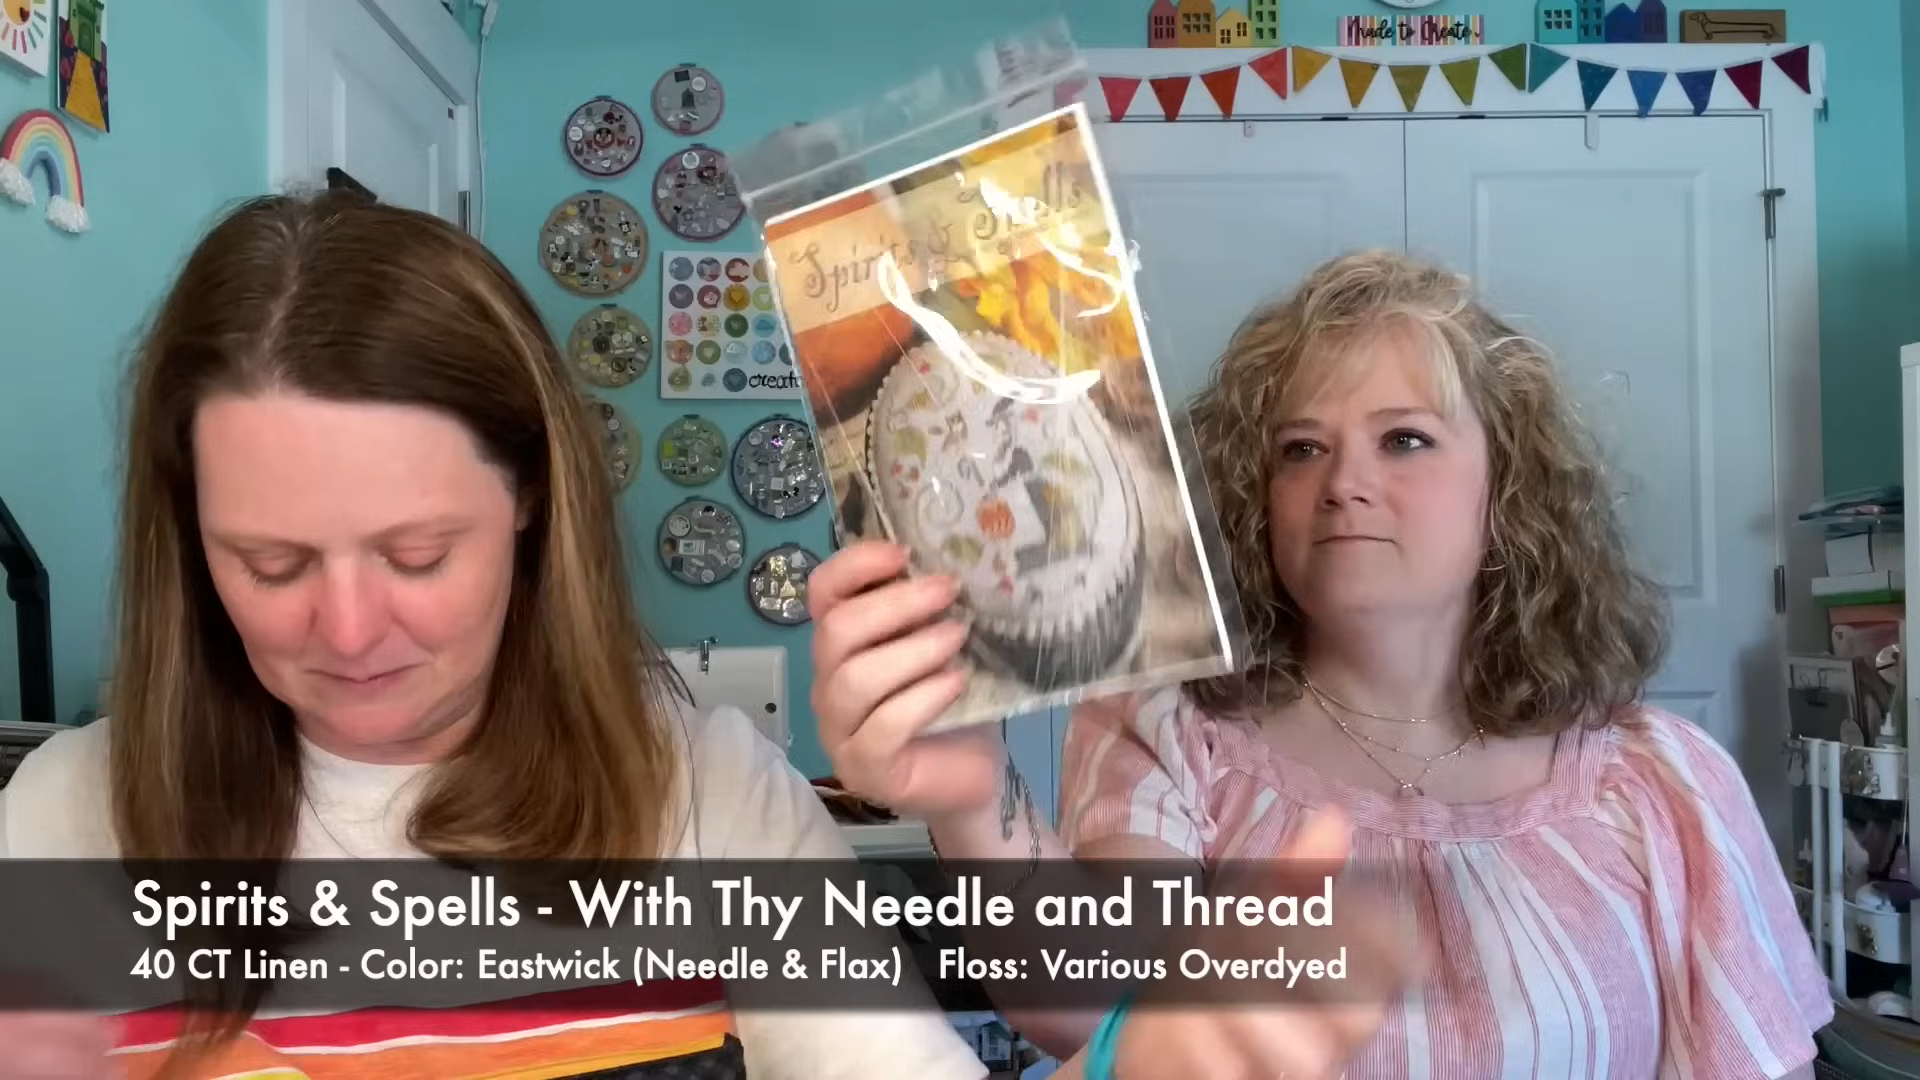 Made to Create.
Spirits & Spells
create
Spirits & Spells - With Thy Needle and Thread
40 CT Linen - Color: Eastwick (Needle & Flax) Floss: Various Overdyed